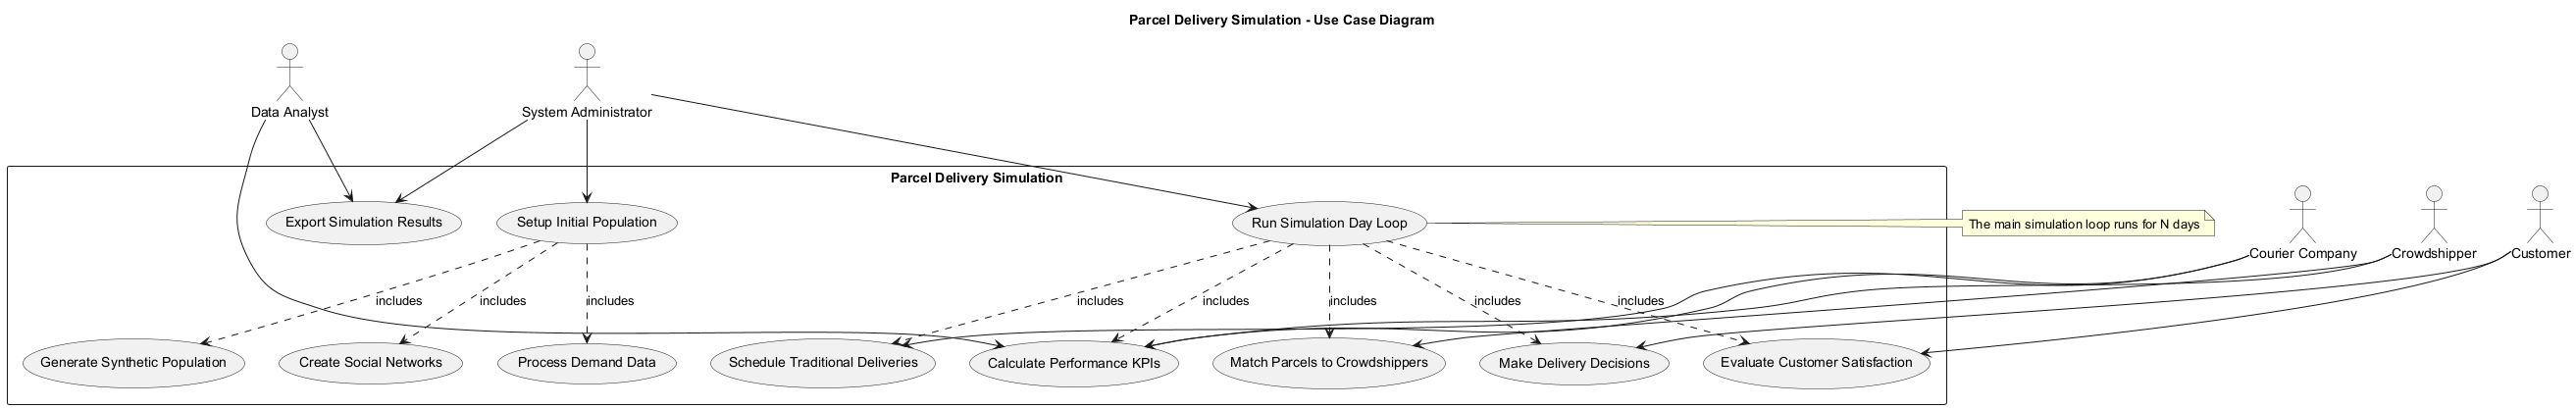 Parcel Delivery Simulation - Use Case Diagram
Data Analyst
System Administrator
Parcel Delivery Simulation
Export Simulation Results
Setup Initial Population
Run Simulation Day Loop
The main simulation loop runs for N days
Courier Company
Crowdshipper
Customer
includes
includes
includes
includes
includes
includes
includes
includes
Generate Synthetic Population
Create Social Networks
Process Demand Data
Schedule Traditional Deliveries
Calculate Performance KPIs
Match Parcels to Crowdshippers
Make Delivery Decisions
Evaluate Customer Satisfaction